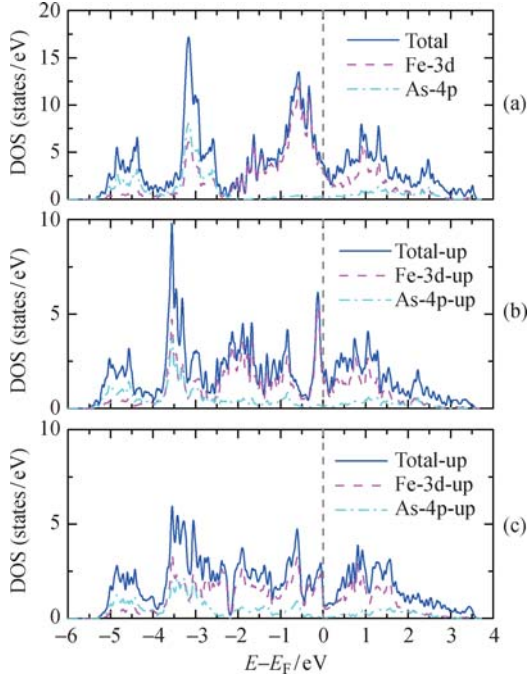 20
15
10
5
0
DOS (states/eV)
Total
Fe-3d
As-4p
(a)
10
5
0
DOS (states/eV)
Total-up
Fe-3d-up
As-4p-up
(b)
10
5
0
DOS (states/eV)
Total-up
Fe-3d-up
As-4p-up
(c)
−6 −5 −4 −3 −2 −1 0 1 2 3 4
E−E_F/eV